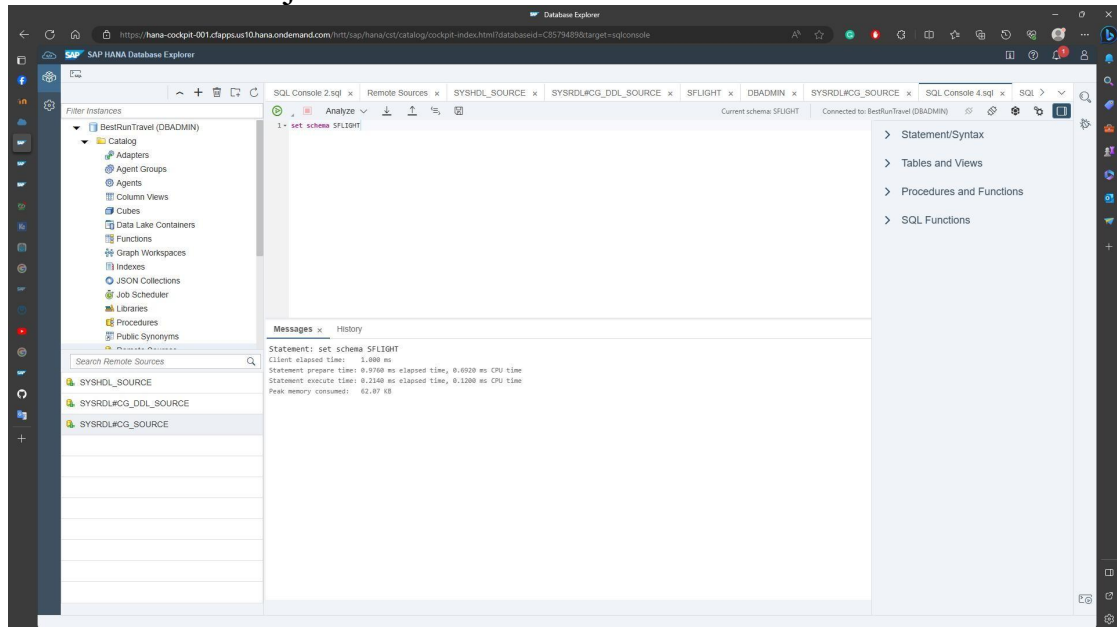 Database Explorer
https://hana-cockpit-001.cfapps.us10.hana.ondemand.com/hrtt/sap/hana/cst/catalog/cockpit-index.html?databaseid=C8579489&target=sqlconsole
SAP SAP HANA Database Explorer
SQL Console 2.sql x Remote Sources x SYSHDL_SOURCE x SYSRDL#CG_DDL_SOURCE x SFLIGHT x DBADMIN x SYSRDL#CG_SOURCE x SQL Console 4.sql x SQL
Filter Instances
Analyze
Current schema: SFLIGHT Connected to: BestRunTravel (DBADMIN)
BestRunTravel (DBADMIN)
Catalog
Adapters
Agent Groups
Agents
Column Views
Cubes
Data Lake Containers
Functions
Graph Workspaces
Indexes
JSON Collections
Job Scheduler
Libraries
Procedures
Public Synonyms
Remote Sources
Search Remote Sources
SYSHDL_SOURCE
SYSRDL#CG_DDL_SOURCE
SYSRDL#CG_SOURCE
1 set schema SFLIGHT
Statement/Syntax
Tables and Views
Procedures and Functions
SQL Functions
Messages x History
Statement: set schema SFLIGHT
Client elapsed time: 1.000 ms
Statement prepare time: 0.9760 ms elapsed time, 0.6920 ms CPU time
Statement execute time: 0.2140 ms elapsed time, 0.1200 ms CPU time
Peak memory consumed: 62.07 KB